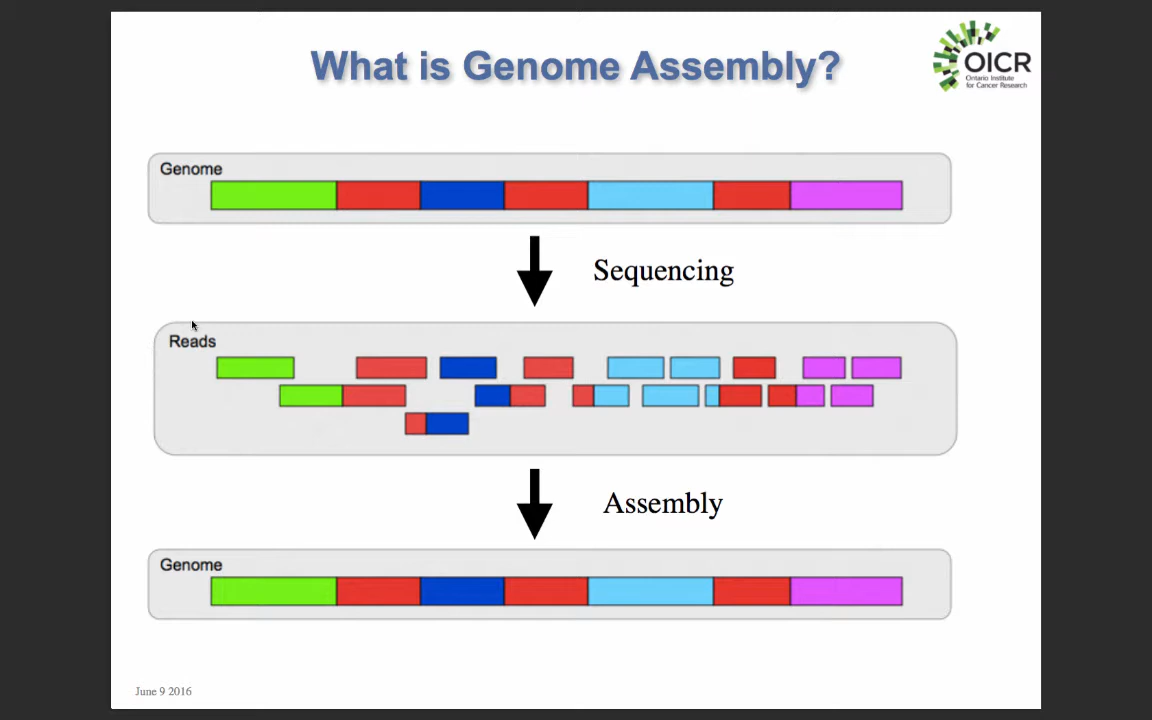 What is Genome Assembly?
OICR
Ontario Institute
for Cancer Research
Genome
Sequencing
Reads
Assembly
Genome
June 9 2016